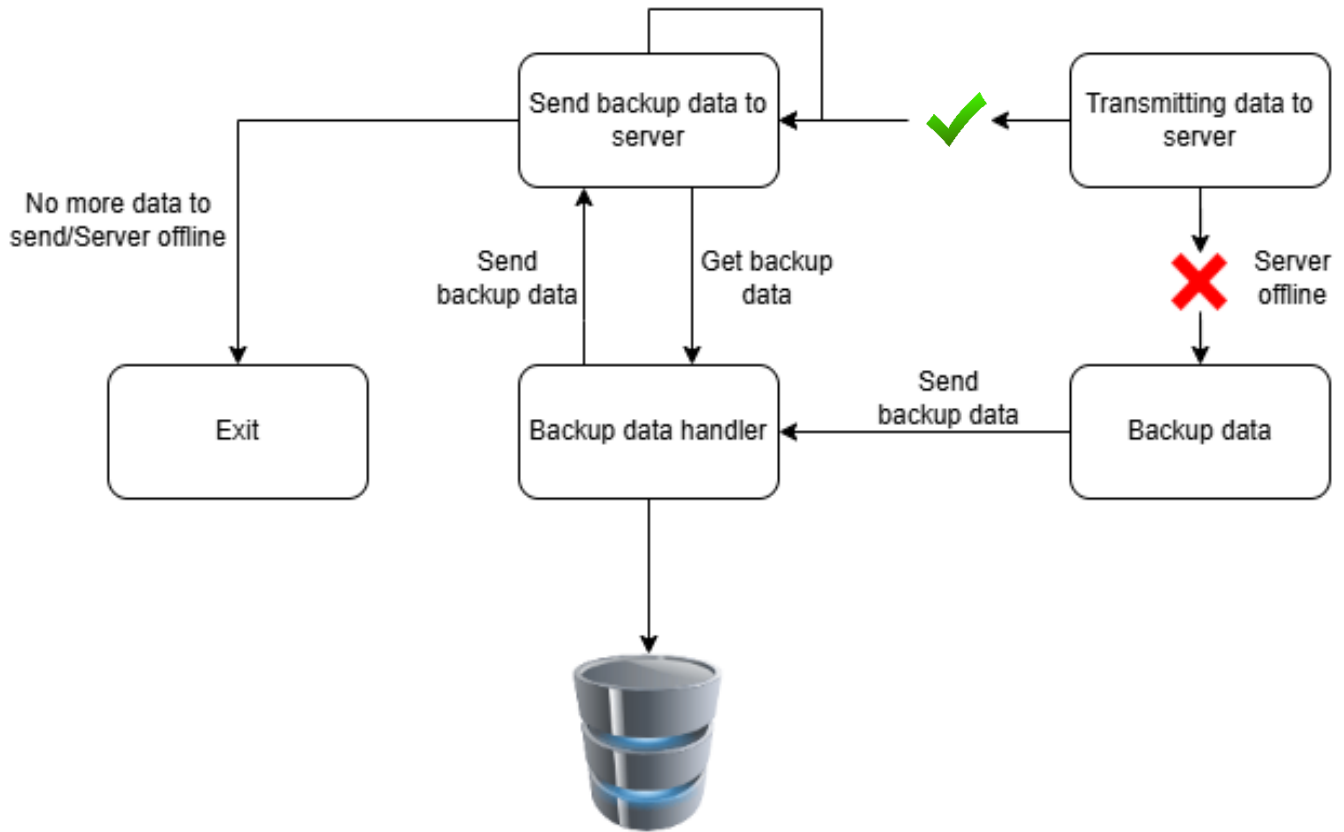 Send backup data to
server
Transmitting data to
server
No more data to
send/Server offline
Send
backup data
Get backup
data
Server
offline
Exit
Backup data handler
Send
backup data
Backup data